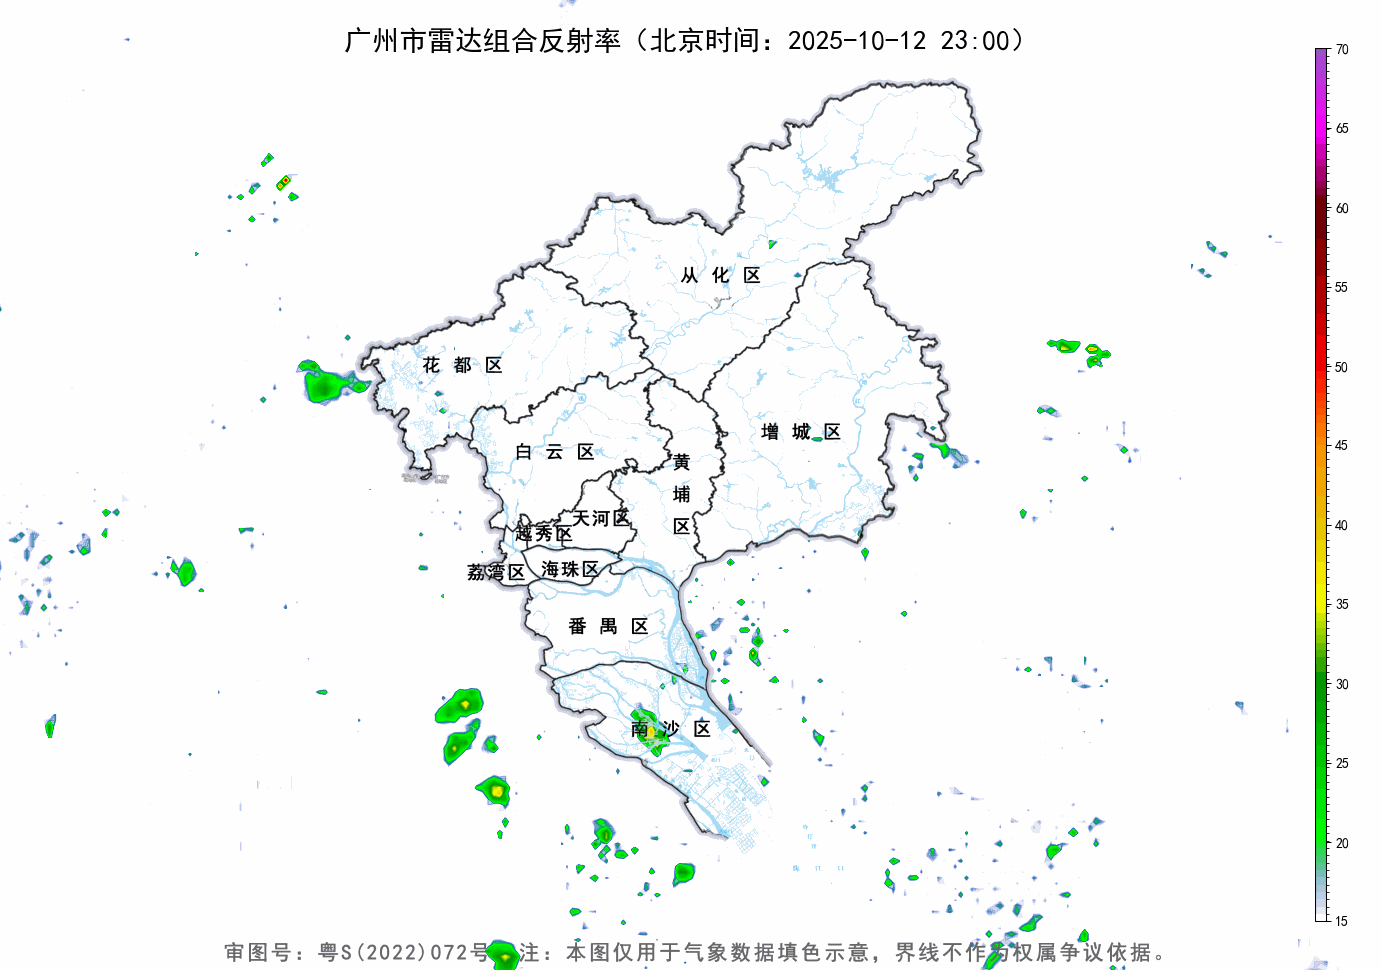 广州市雷达组合反射率（北京时间：2025-10-12 23:00）
70
65
60
55
50
45
40
35
30
25
20
15
从化区
花都区
增城区
白云区
黄埔区
天河区
越秀区
海珠区
荔湾区
番禺区
南沙区
审图号：粤S(2022)072号 注：本图仅用于气象数据填色示意，界线不作为权属争议依据。